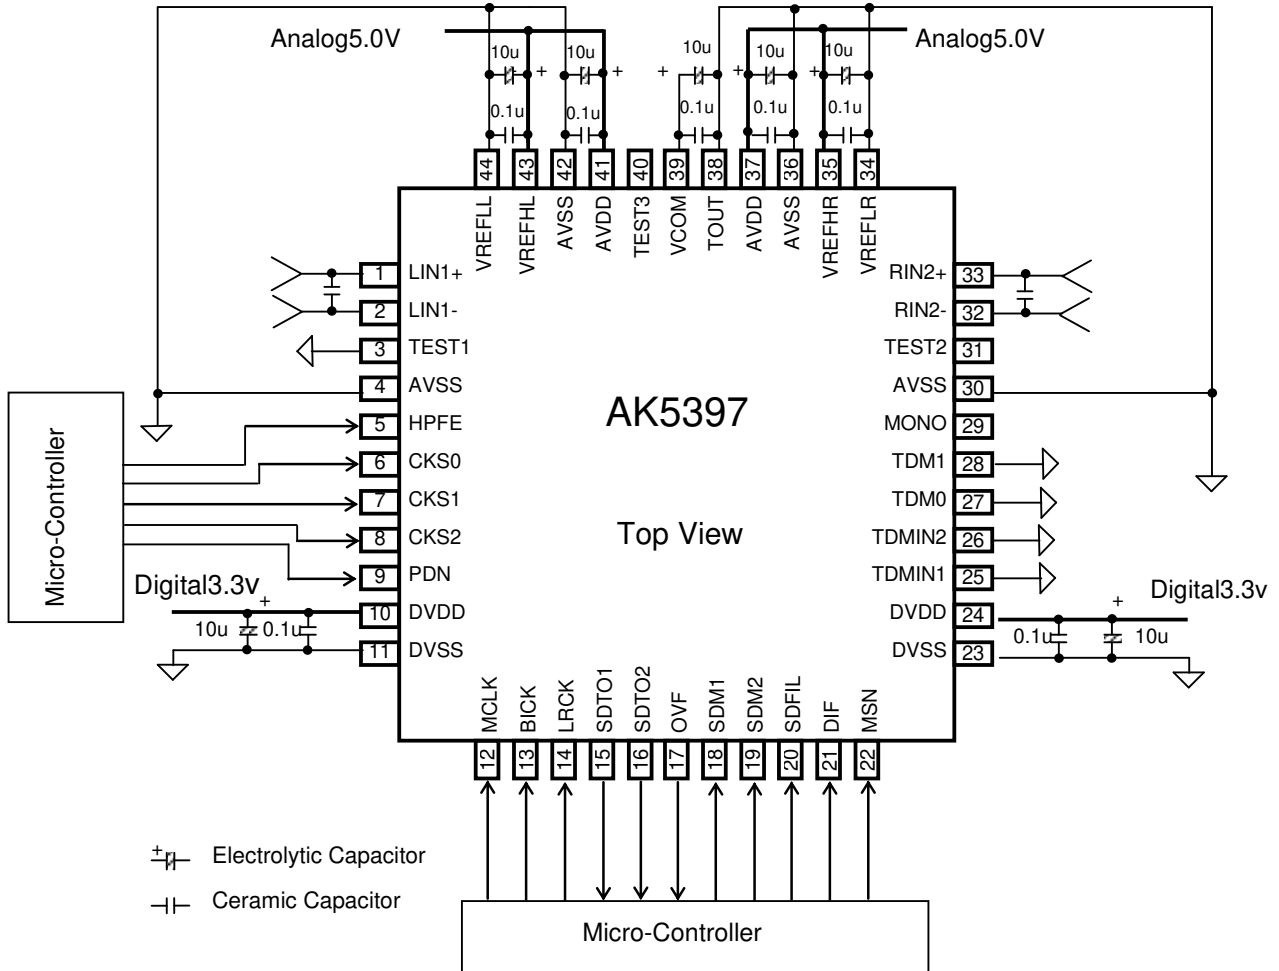 Analog5.0V
Analog5.0V
10u + 10u + + 10u + 10u + 10u
0.1u 0.1u 0.1u 0.1u 0.1u
44 43 42 41 40 39 38 37 36 35 34
VREFLL VREFHL AVSS AVDD TEST3 VCOM TOUT AVDD AVSS VREFHR VREFLR
1 LIN1+
2 LIN1-
3 TEST1
4 AVSS
5 HPFE
6 CKS0
7 CKS1
8 CKS2
9 PDN
10 DVDD
11 DVSS
Micro-Controller
Digital3.3v
+
10u 0.1u
AK5397
Top View
RIN2+ 33
RIN2- 32
TEST2 31
AVSS 30
MONO 29
TDM1 28
TDM0 27
TDMIN2 26
TDMIN1 25
DVDD 24
DVSS 23
Digital3.3v
+
0.1u 10u
MCLK BICK LRCK SDTO1 SDTO2 OVF SDM1 SDM2 SDFIL DIF MSN
12 13 14 15 16 17 18 19 20 21 22
+ Electrolytic Capacitor
Ceramic Capacitor
Micro-Controller